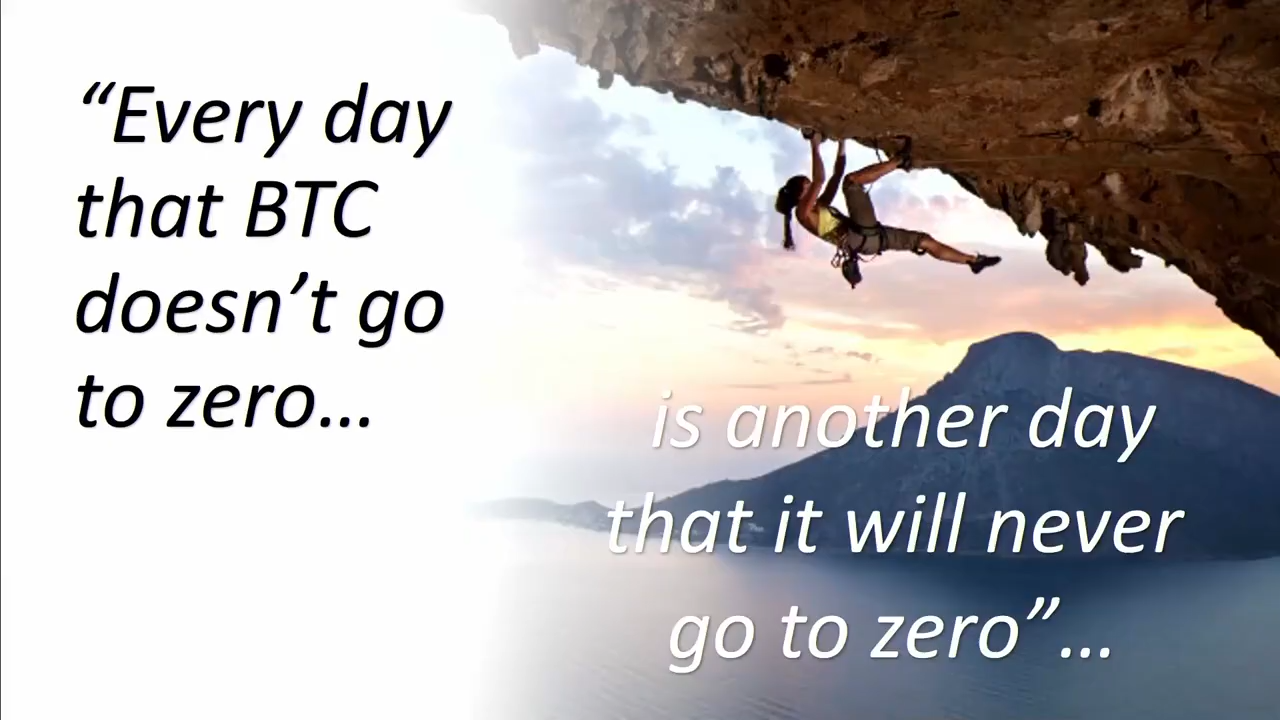 “Every day
that BTC
doesn’t go
to zero…
is another day
that it will never
go to zero”…